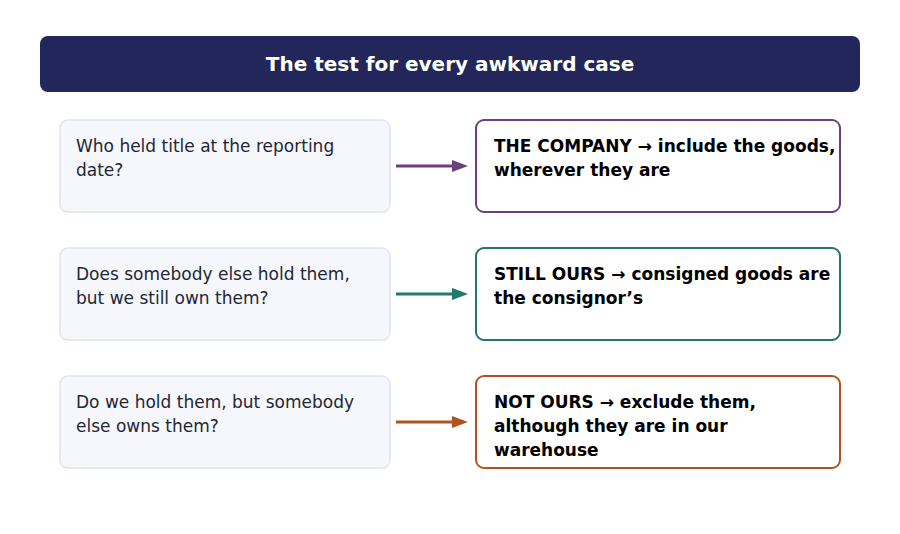 The test for every awkward case
Who held title at the reporting
date?
THE COMPANY → include the goods,
wherever they are
Does somebody else hold them,
but we still own them?
STILL OURS → consigned goods are
the consignor’s
Do we hold them, but somebody
else owns them?
NOT OURS → exclude them,
although they are in our
warehouse